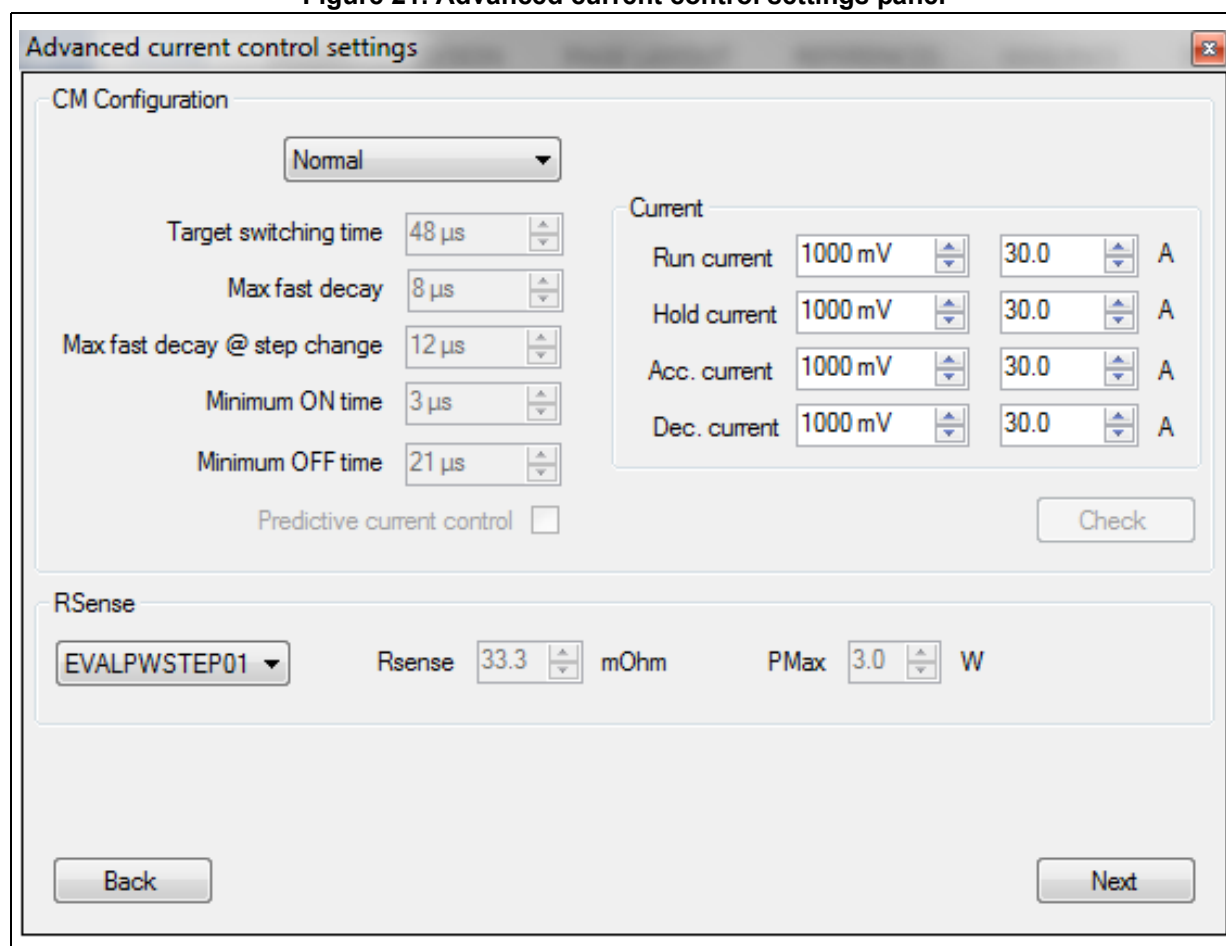 Figure 21. Advanced current control settings panel
Advanced current control settings
CM Configuration
Normal
Target switching time 48 µs
Max fast decay 8 µs
Max fast decay @ step change 12 µs
Minimum ON time 3 µs
Minimum OFF time 21 µs
Predictive current control
Current
Run current 1000 mV 30.0 A
Hold current 1000 mV 30.0 A
Acc. current 1000 mV 30.0 A
Dec. current 1000 mV 30.0 A
Check
RSense
EVALPWSTEP01 Rsense 33.3 mOhm PMax 3.0 W
Back Next